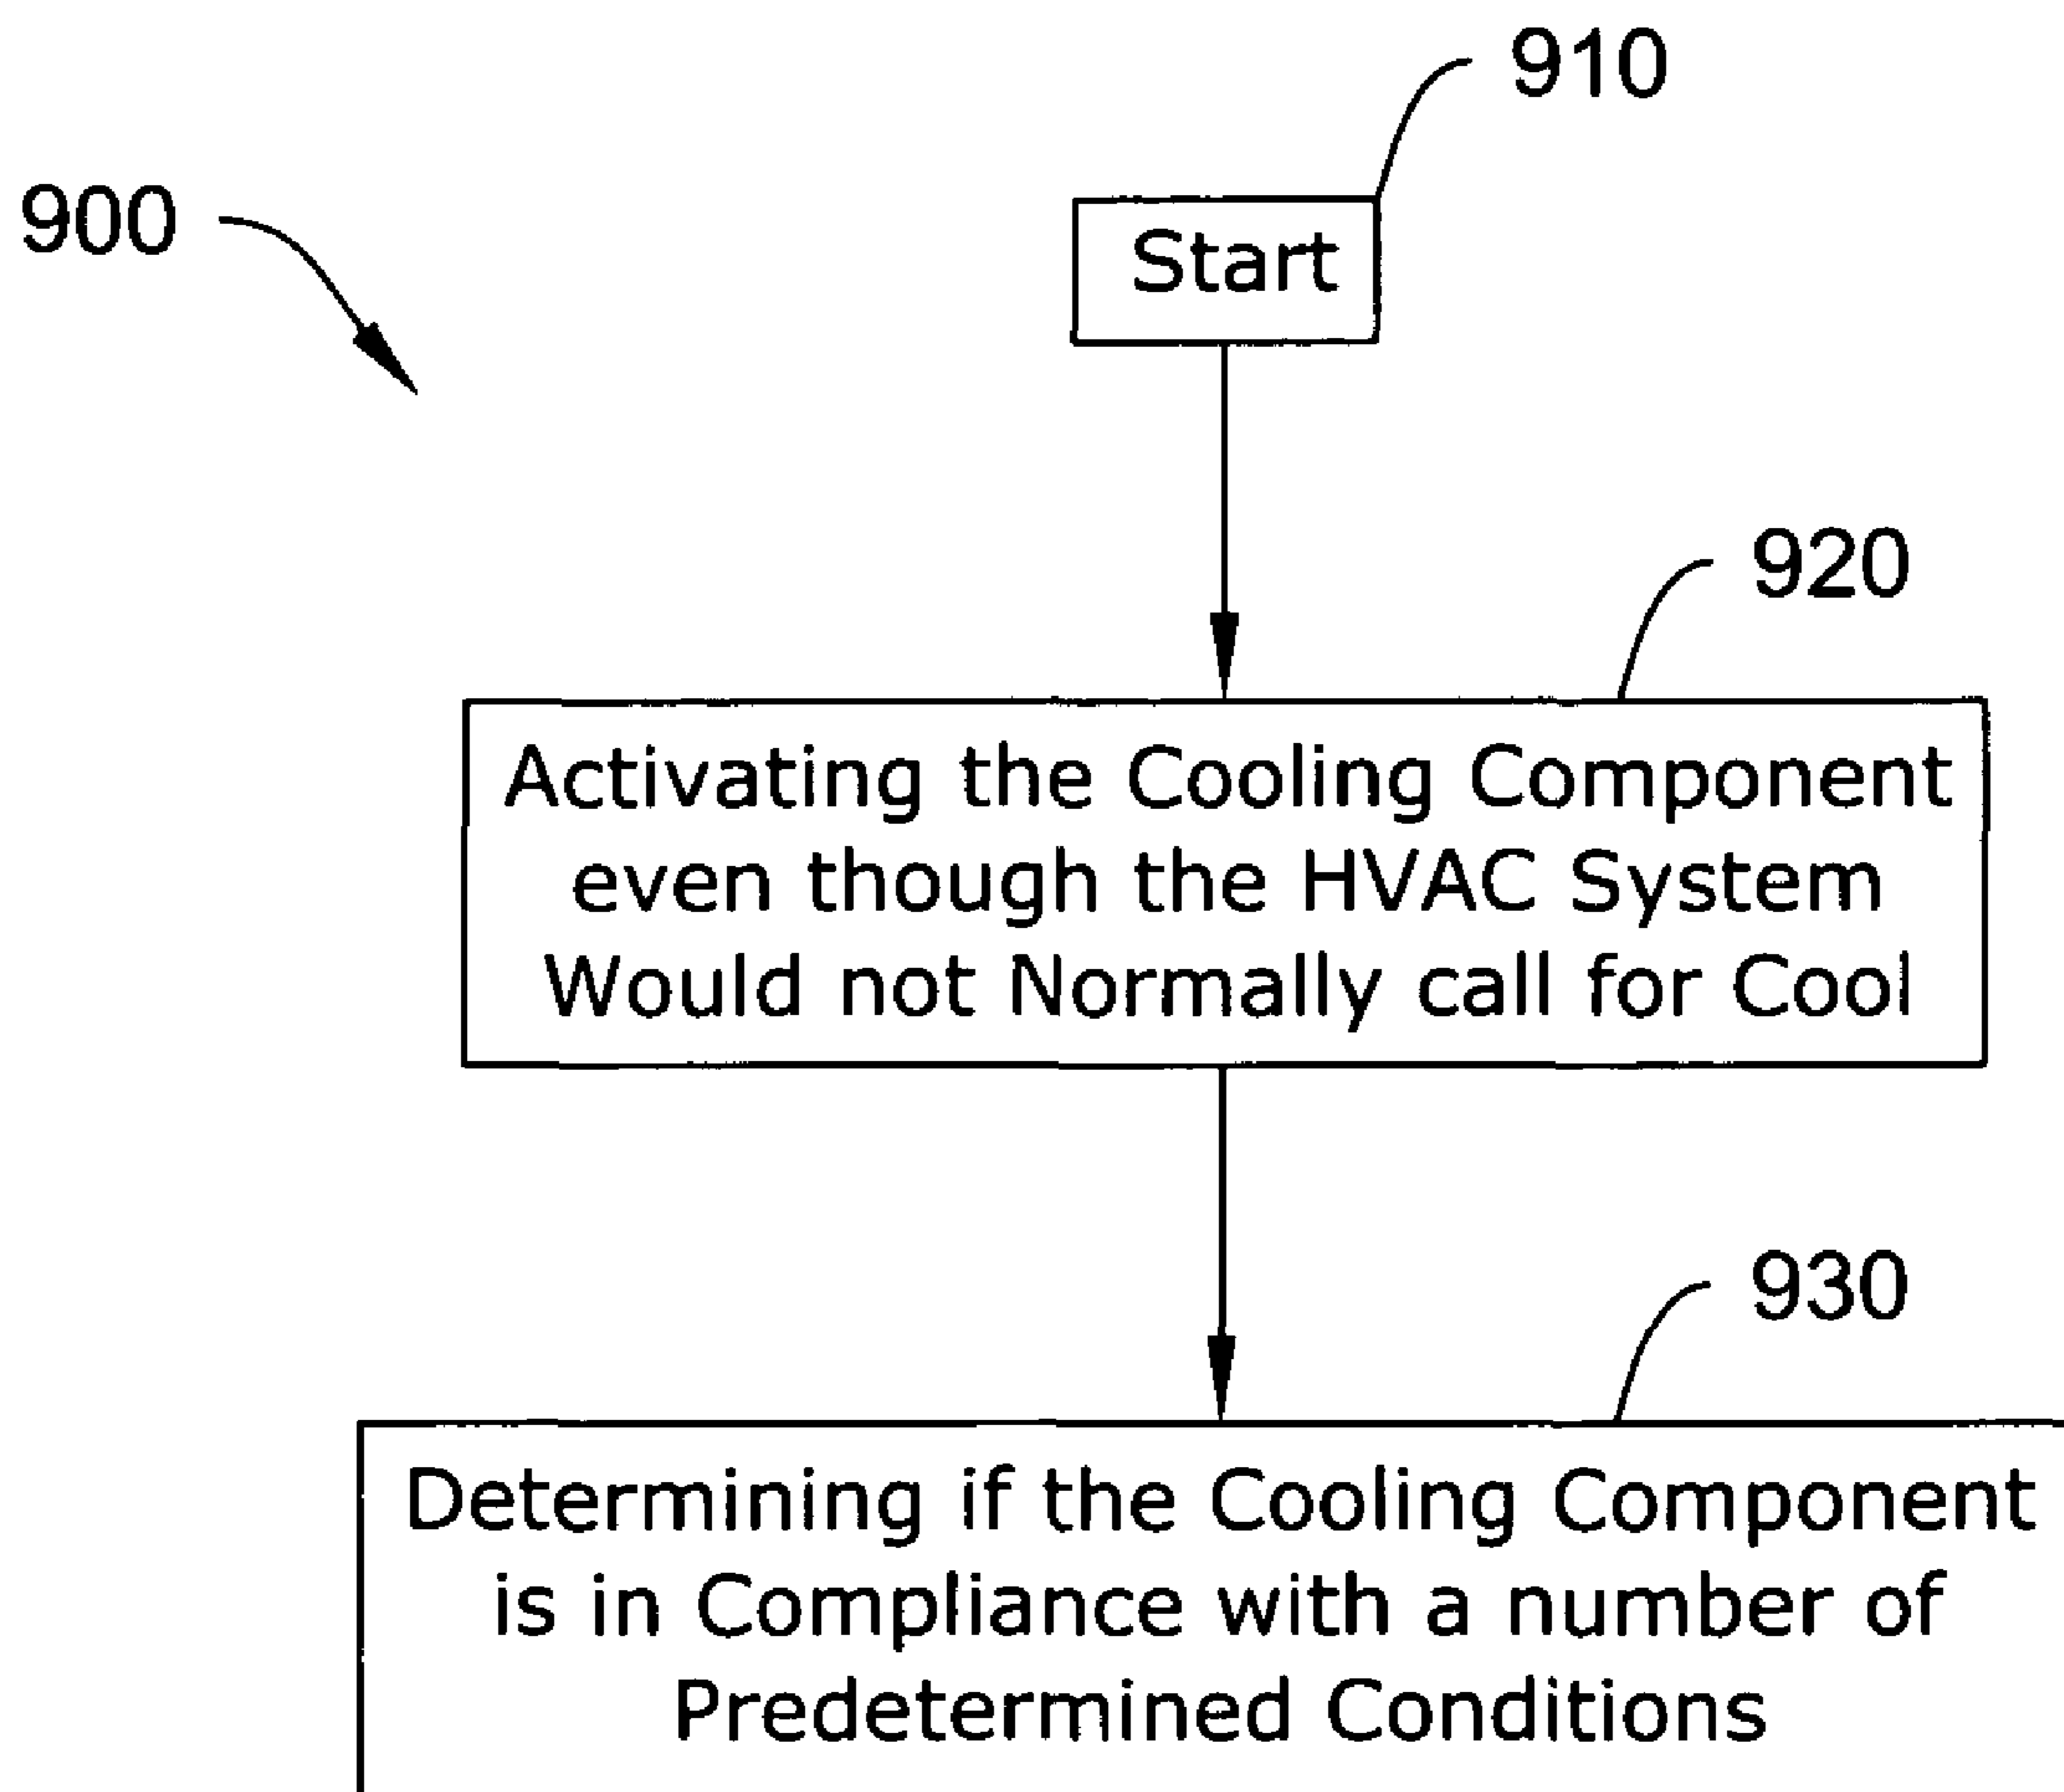 910
900
Start
920
Activating the Cooling Component
even though the HVAC System
Would not Normally call for Cool
930
Determining if the Cooling Component
is in Compliance with a number of
Predetermined Conditions